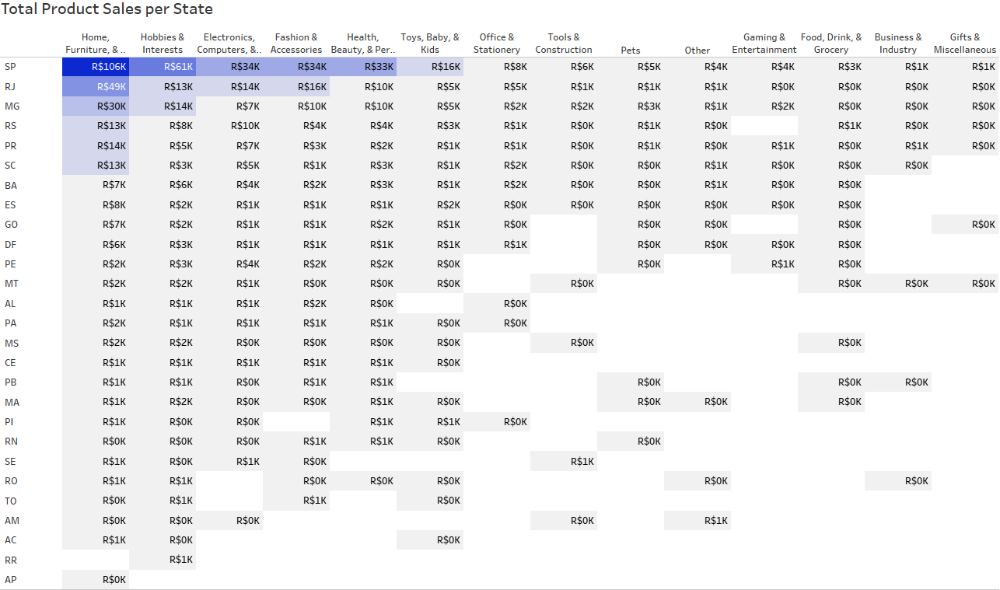 Total Product Sales per State
Home, Hobbies & Electronics, Fashion & Health, Toys, Baby, & Office & Tools & Gaming & Food, Drink, & Business & Gifts &
Furniture, & .. Interests Computers, &.. Accessories Beauty, & Per.. Kids Stationery Construction Pets Other Entertainment Grocery Industry Miscellaneous
SP R$106K R$61K R$34K R$34K R$33K R$16K R$8K R$6K R$5K R$4K R$4K R$3K R$1K R$1K
RJ R$49K R$13K R$14K R$16K R$10K R$5K R$5K R$1K R$1K R$1K R$0K R$0K R$0K R$0K
MG R$30K R$14K R$7K R$10K R$10K R$5K R$2K R$2K R$3K R$1K R$2K R$0K R$0K R$0K
RS R$13K R$8K R$10K R$4K R$4K R$3K R$1K R$0K R$1K R$0K R$1K R$0K R$0K
PR R$14K R$5K R$7K R$3K R$2K R$1K R$1K R$0K R$1K R$0K R$1K R$0K R$1K R$0K
SC R$13K R$3K R$5K R$1K R$3K R$1K R$2K R$0K R$0K R$1K R$0K R$0K R$0K
BA R$7K R$6K R$4K R$2K R$3K R$1K R$2K R$0K R$0K R$1K R$0K R$0K
ES R$8K R$2K R$1K R$1K R$1K R$2K R$0K R$0K R$0K R$0K R$0K R$0K
GO R$7K R$2K R$1K R$1K R$2K R$1K R$0K R$0K R$0K R$0K R$0K
DF R$6K R$3K R$1K R$1K R$1K R$1K R$1K R$0K R$0K R$0K R$0K
PE R$2K R$3K R$4K R$2K R$2K R$0K R$0K R$1K R$0K
MT R$2K R$2K R$1K R$0K R$0K R$0K R$0K R$0K R$0K R$0K
AL R$1K R$1K R$1K R$2K R$0K R$0K
PA R$2K R$1K R$1K R$1K R$1K R$0K R$0K
MS R$2K R$2K R$0K R$0K R$0K R$0K R$0K R$0K
CE R$1K R$1K R$1K R$1K R$1K R$0K
PB R$1K R$1K R$0K R$1K R$1K R$0K R$0K R$0K
MA R$1K R$2K R$0K R$0K R$1K R$0K R$0K R$0K R$0K
PI R$1K R$0K R$0K R$1K R$1K R$0K
RN R$0K R$0K R$0K R$1K R$1K R$0K R$0K
SE R$1K R$0K R$1K R$0K R$1K
RO R$1K R$1K R$0K R$0K R$0K R$0K R$0K
TO R$0K R$1K R$1K R$0K
AM R$0K R$0K R$0K R$0K R$1K
AC R$1K R$0K R$0K
RR R$1K
AP R$0K